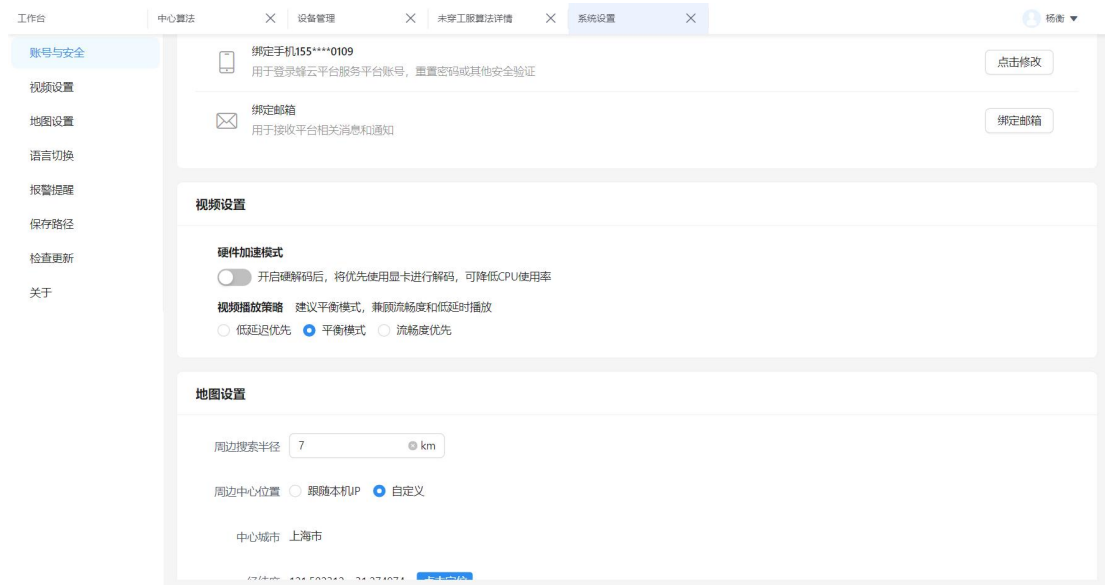 工作台 中心算法 设备管理 未穿工服算法详情 系统设置 杨衡
账号与安全
视频设置
地图设置
语言切换
报警提醒
保存路径
检查更新
关于
绑定手机155****0109
用于登录蜂云平台服务平台账号，重置密码或其他安全验证
点击修改
绑定邮箱
用于接收平台相关消息和通知
绑定邮箱
视频设置
硬件加速模式
开启硬解码后，将优先使用显卡进行解码，可降低CPU使用率
视频播放策略 建议平衡模式，兼顾流畅度和低延时播放
低延迟优先 平衡模式 流畅度优先
地图设置
周边搜索半径 7 km
周边中心位置 跟随本机IP 自定义
中心城市 上海市